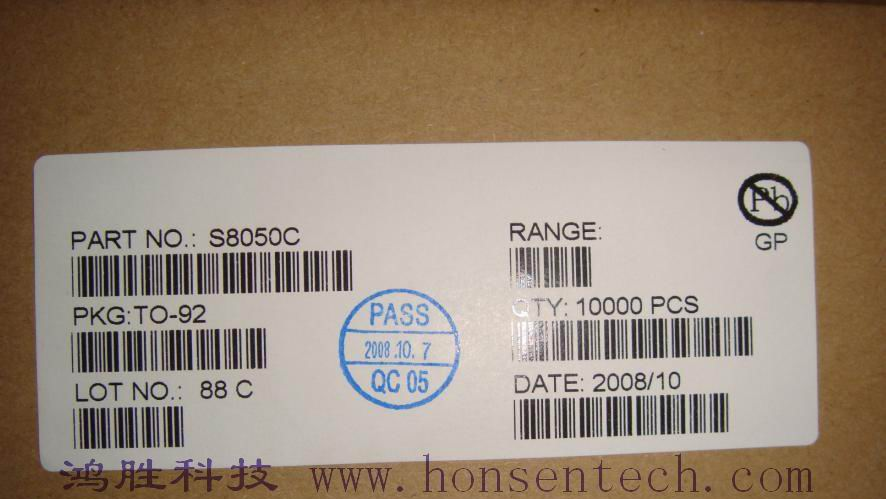 Pb
GP
PART NO.: S8050C
RANGE:
PKG:TO-92
QTY: 10000 PCS
LOT NO.: 88 C
DATE: 2008/10
PASS
2008.10.7
QC 05
鸿胜科技 www.honsentech.com